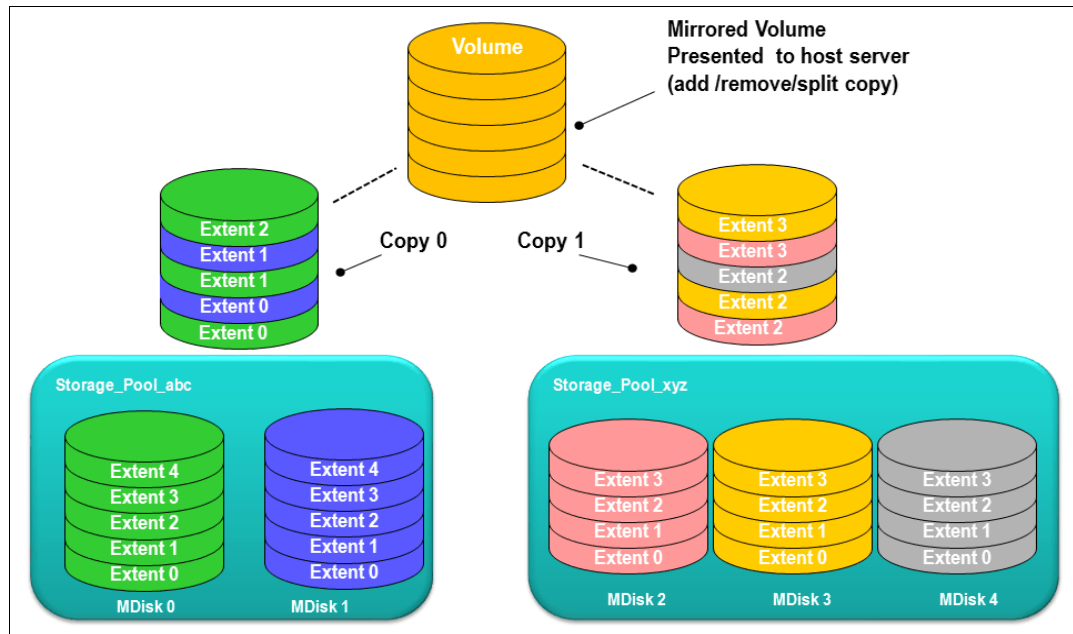 Volume
Mirrored Volume
Presented to host server
(add /remove/split copy)
Extent 2
Extent 1
Extent 1
Extent 0
Extent 0
Copy 0
Copy 1
Extent 3
Extent 3
Extent 2
Extent 2
Extent 2
Storage_Pool_abc
Extent 4
Extent 3
Extent 2
Extent 1
Extent 0
MDisk 0
Extent 4
Extent 3
Extent 2
Extent 1
Extent 0
MDisk 1
Storage_Pool_xyz
Extent 3
Extent 2
Extent 1
Extent 0
MDisk 2
Extent 3
Extent 2
Extent 1
Extent 0
MDisk 3
Extent 3
Extent 2
Extent 1
Extent 0
MDisk 4